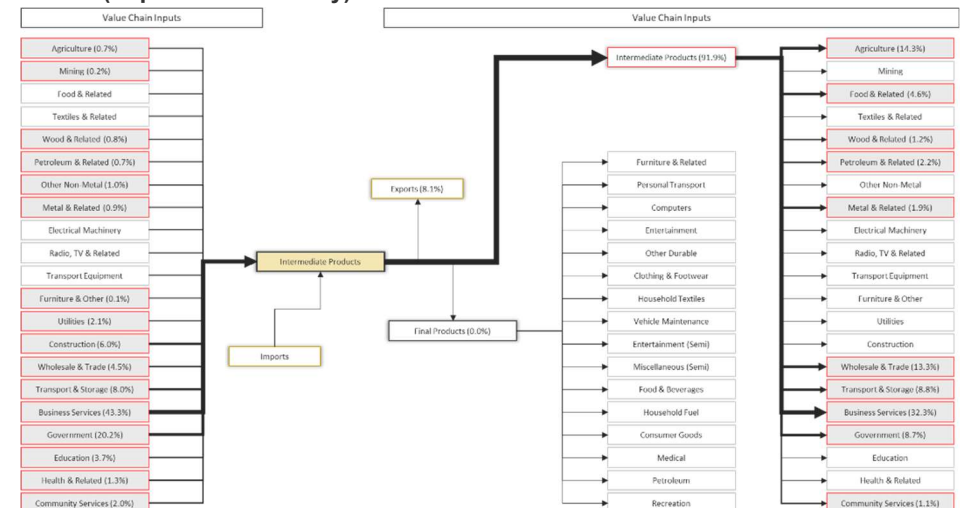 Value Chain Inputs
Agriculture (0.7%)
Mining (0.2%)
Food & Related
Textiles & Related
Wood & Related (0.8%)
Petroleum & Related (0.7%)
Other Non-Metal (1.0%)
Metal & Related (0.9%)
Electrical Machinery
Radio, TV & Related
Transport Equipment
Furniture & Other (0.1%)
Utilities (2.1%)
Construction (6.0%)
Wholesale & Trade (4.5%)
Transport & Storage (8.0%)
Business Services (43.3%)
Government (20.2%)
Education (3.7%)
Health & Related (1.3%)
Community Services (2.0%)
Intermediate Products
Imports
Exports (8.1%)
Final Products (0.0%)
Value Chain Inputs
Intermediate Products (91.9%)
Furniture & Related
Personal Transport
Computers
Entertainment
Other Durable
Clothing & Footwear
Household Textiles
Vehicle Maintenance
Entertainment (Semi)
Miscellaneous (Semi)
Food & Beverages
Household Fuel
Consumer Goods
Medical
Petroleum
Recreation
Agriculture (14.3%)
Mining
Food & Related (4.6%)
Textiles & Related
Wood & Related (1.2%)
Petroleum & Related (2.2%)
Other Non-Metal
Metal & Related (1.9%)
Electrical Machinery
Radio, TV & Related
Transport Equipment
Furniture & Other
Utilities
Construction
Wholesale & Trade (13.3%)
Transport & Storage (8.8%)
Business Services (32.3%)
Government (8.7%)
Education
Health & Related
Community Services (1.1%)